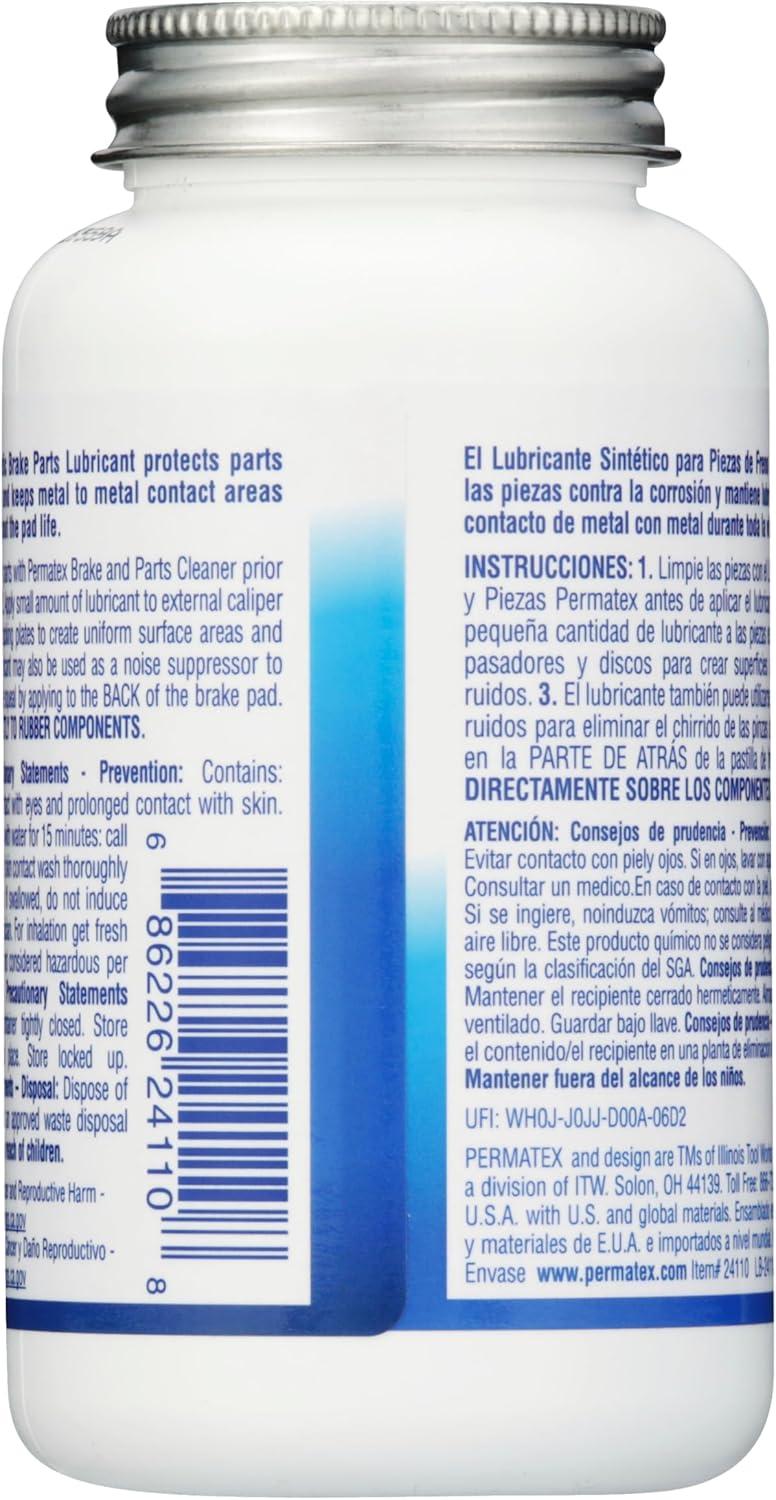 Brake Parts Lubricant protects parts
keeps metal to metal contact areas
the pad life.
with Permatex Brake and Parts Cleaner prior
small amount of lubricant to external caliper
plates to create uniform surface areas and
may also be used as a noise suppressor to
by applying to the BACK of the brake pad.
TO RUBBER COMPONENTS.
Statements - Prevention: Contains:
with eyes and prolonged contact with skin.
water for 15 minutes: call
contact wash thoroughly
swallowed, do not induce
For inhalation get fresh
considered hazardous per
Precautionary Statements
tightly closed. Store
place. Store locked up.
- Disposal: Dispose of
approved waste disposal
reach of children.
and Reproductive Harm -
.ca.gov
y Daño Reproductivo -
.ca.gov
6 86226 24110 8
El Lubricante Sintético para Piezas de
las piezas contra la corrosión y mantiene
contacto de metal con metal durante toda la
INSTRUCCIONES: 1. Limpie las piezas con el
y Piezas Permatex antes de aplicar el
pequeña cantidad de lubricante a las piezas
pasadores y discos para crear superficies
ruidos. 3. El lubricante también puede
ruidos para eliminar el chirrido de las pinzas
en la PARTE DE ATRÁS de la pastilla de
DIRECTAMENTE SOBRE LOS COMPONENTES
ATENCIÓN: Consejos de prudencia -
Evitar contacto con piely ojos. Si en ojos, lavar con
Consultar un medico.En caso de contacto con la piel,
Si se ingiere, noinduzca vómitos; consulte al
aire libre. Este producto químico no se considera
según la clasificación del SGA. Consejos de
Mantener el recipiente cerrado hermeticamente.
ventilado. Guardar bajo llave. Consejos de prudencia
el contenido/el recipiente en una planta de
Mantener fuera del alcance de los niños.
UFI: WH0J-J0JJ-D00A-06D2
PERMATEX and design are TMs of Illinois Tool
a division of ITW. Solon, OH 44139. Toll Free:
U.S.A. with U.S. and global materials.
y materiales de E.U.A. e importados a nivel
Envase www.permatex.com Item# 24110